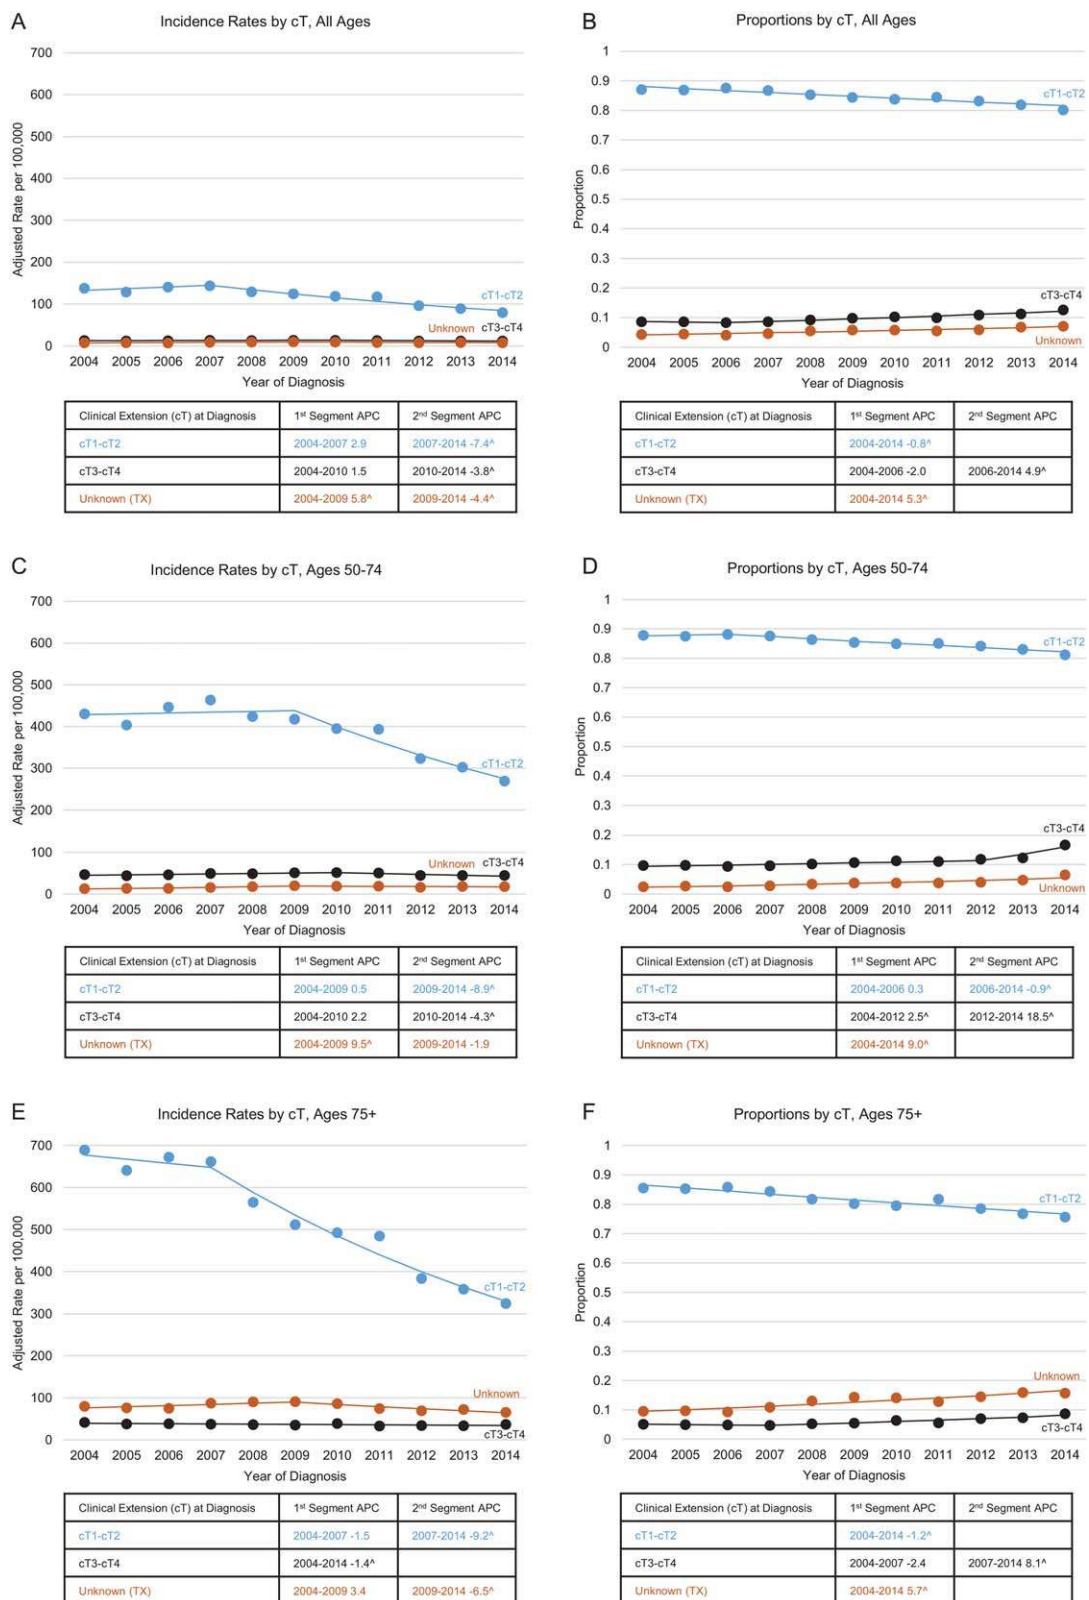 A
Incidence Rates by cT, All Ages
Adjusted Rate per 100,000
700
600
500
400
300
200
100
0
cT1-cT2
Unknown
cT3-cT4
2004 2005 2006 2007 2008 2009 2010 2011 2012 2013 2014
Year of Diagnosis
Clinical Extension (cT) at Diagnosis 1st Segment APC 2nd Segment APC
cT1-cT2 2004-2007 2.9 2007-2014 -7.4^
cT3-cT4 2004-2010 1.5 2010-2014 -3.8^
Unknown (TX) 2004-2009 5.8^ 2009-2014 -4.4^
B
Proportions by cT, All Ages
Proportion
1
0.9
0.8
0.7
0.6
0.5
0.4
0.3
0.2
0.1
0
cT1-cT2
cT3-cT4
Unknown
2004 2005 2006 2007 2008 2009 2010 2011 2012 2013 2014
Year of Diagnosis
Clinical Extension (cT) at Diagnosis 1st Segment APC 2nd Segment APC
cT1-cT2 2004-2014 -0.8^
cT3-cT4 2004-2006 -2.0 2006-2014 4.9^
Unknown (TX) 2004-2014 5.3^
C
Incidence Rates by cT, Ages 50-74
Adjusted Rate per 100,000
700
600
500
400
300
200
100
0
cT1-cT2
Unknown
cT3-cT4
2004 2005 2006 2007 2008 2009 2010 2011 2012 2013 2014
Year of Diagnosis
Clinical Extension (cT) at Diagnosis 1st Segment APC 2nd Segment APC
cT1-cT2 2004-2009 0.5 2009-2014 -8.9^
cT3-cT4 2004-2010 2.2 2010-2014 -4.3^
Unknown (TX) 2004-2009 9.5^ 2009-2014 -1.9
D
Proportions by cT, Ages 50-74
Proportion
1
0.9
0.8
0.7
0.6
0.5
0.4
0.3
0.2
0.1
0
cT1-cT2
cT3-cT4
Unknown
2004 2005 2006 2007 2008 2009 2010 2011 2012 2013 2014
Year of Diagnosis
Clinical Extension (cT) at Diagnosis 1st Segment APC 2nd Segment APC
cT1-cT2 2004-2006 0.3 2006-2014 -0.9^
cT3-cT4 2004-2012 2.5^ 2012-2014 18.5^
Unknown (TX) 2004-2014 9.0^
E
Incidence Rates by cT, Ages 75+
Adjusted Rate per 100,000
700
600
500
400
300
200
100
0
cT1-cT2
Unknown
cT3-cT4
2004 2005 2006 2007 2008 2009 2010 2011 2012 2013 2014
Year of Diagnosis
Clinical Extension (cT) at Diagnosis 1st Segment APC 2nd Segment APC
cT1-cT2 2004-2007 -1.5 2007-2014 -9.2^
cT3-cT4 2004-2014 -1.4^
Unknown (TX) 2004-2009 3.4 2009-2014 -6.5^
F
Proportions by cT, Ages 75+
Proportion
1
0.9
0.8
0.7
0.6
0.5
0.4
0.3
0.2
0.1
0
cT1-cT2
Unknown
cT3-cT4
2004 2005 2006 2007 2008 2009 2010 2011 2012 2013 2014
Year of Diagnosis
Clinical Extension (cT) at Diagnosis 1st Segment APC 2nd Segment APC
cT1-cT2 2004-2014 -1.2^
cT3-cT4 2004-2007 -2.4 2007-2014 8.1^
Unknown (TX) 2004-2014 5.7^